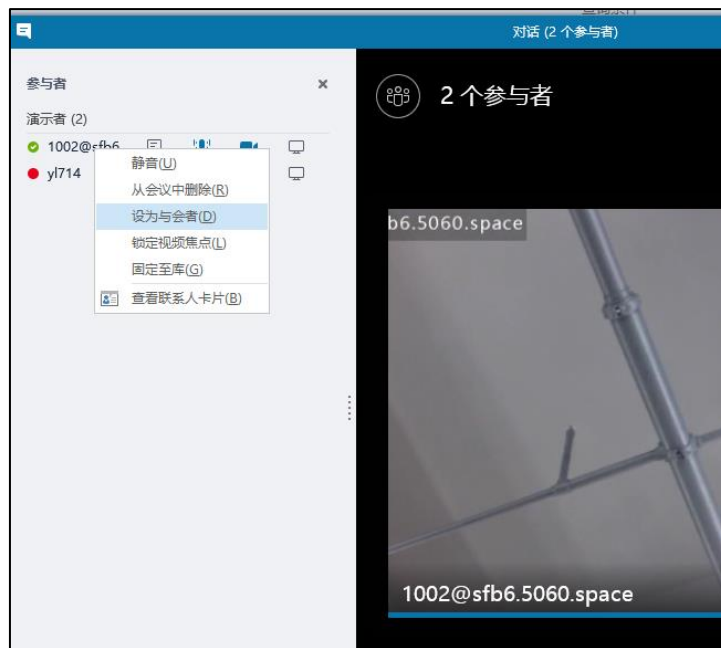 对话 (2 个参与者)
参与者
演示者 (2)
1002@sfb6
yl714
静音(U)
从会议中删除(R)
设为与会者(D)
锁定视频焦点(L)
固定至库(G)
查看联系人卡片(B)
2 个参与者
b6.5060.space
1002@sfb6.5060.space